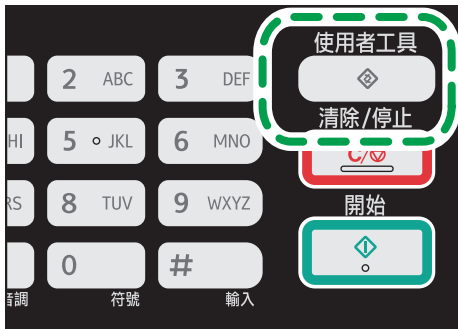 使用者工具
2 ABC
3 DEF
清除/停止
HI
5 JKL
6 MNO
C/
RS
8 TUV
9 WXYZ
開始
0
#
音調
符號
輸入